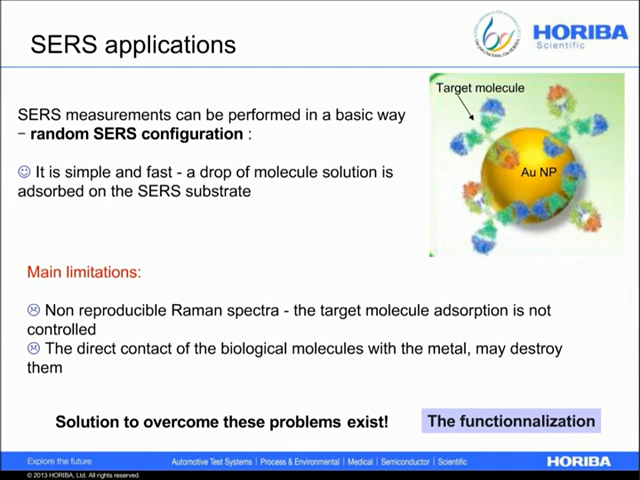 SERS applications
HORIBA
Scientific
Target molecule
SERS measurements can be performed in a basic way
– random SERS configuration :
Au NP
It is simple and fast - a drop of molecule solution is
adsorbed on the SERS substrate
Main limitations:
Non reproducible Raman spectra - the target molecule adsorption is not
controlled
The direct contact of the biological molecules with the metal, may destroy
them
Solution to overcome these problems exist!
The functionnalization
Explore the future
Automotive Test Systems | Process & Environmental | Medical | Semiconductor | Scientific
HORIBA
© 2013 HORIBA, Ltd. All rights reserved.